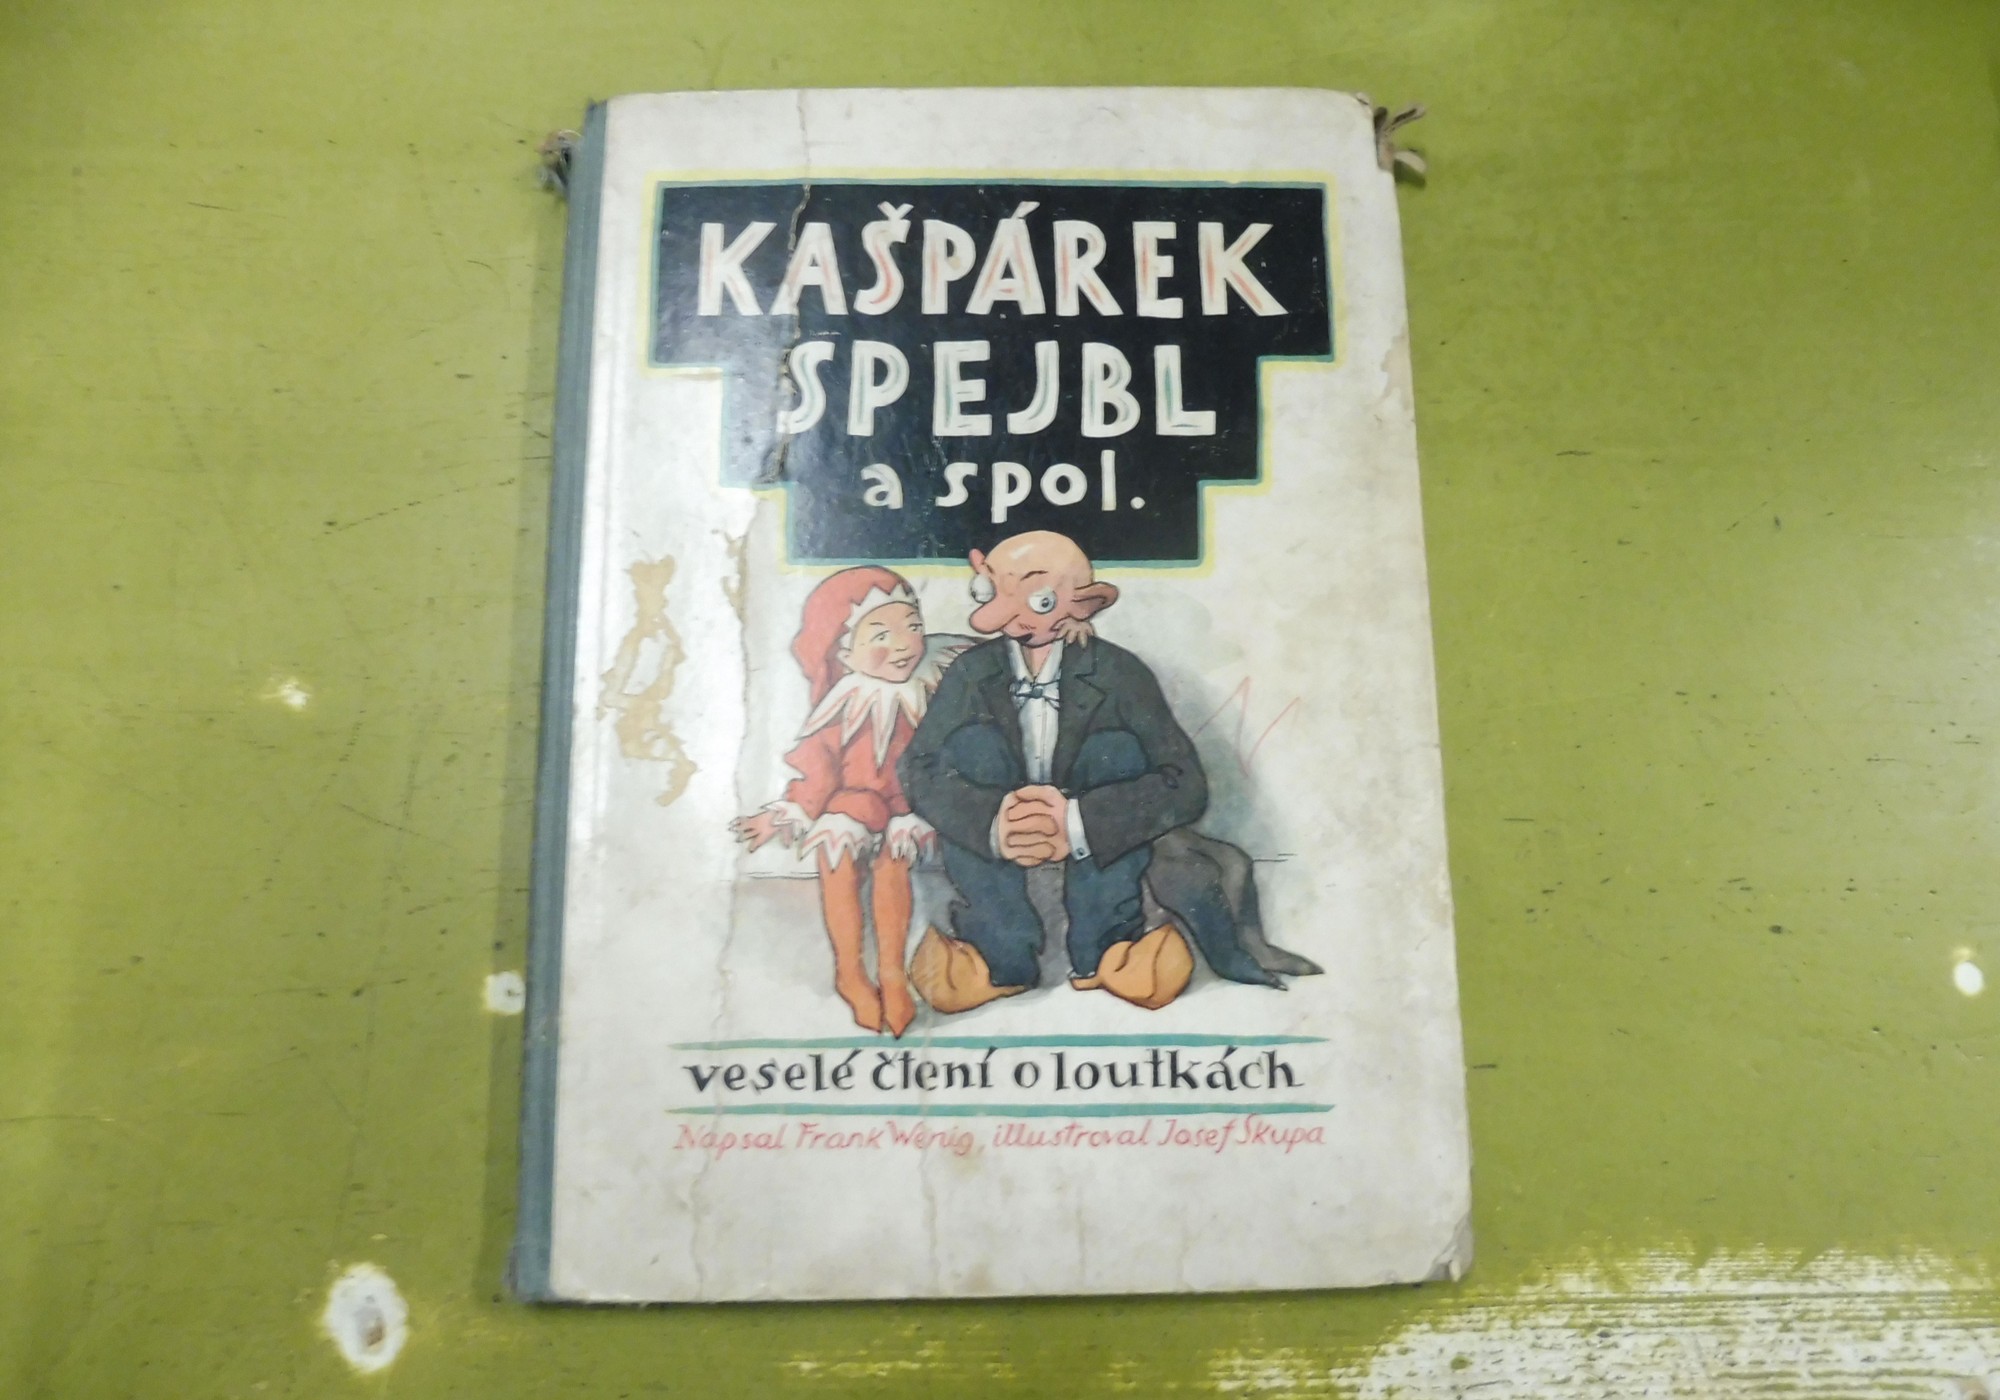 KAŠPÁREK
SPEJBL
a spol.
veselé čtení o loutkách
Napsal Frank Wenig, illustroval Josef Skupa